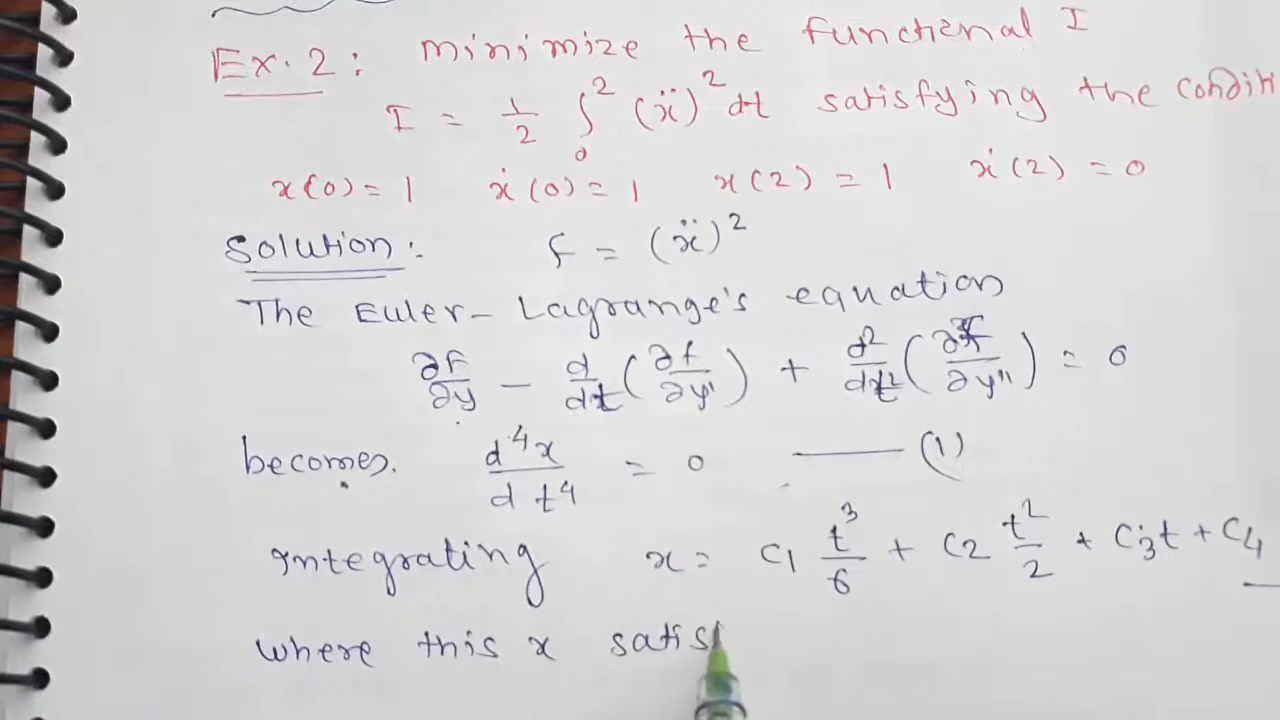 Ex. 2: minimize the functional I
I = 1/2 ∫₀² (ẍ)² dt satisfying the condit
x(0) = 1 ẋ(0) = 1 x(2) = 1 ẋ(2) = 0
Solution: f = (ẍ)²
The Euler-Lagrange's equation
∂f/∂y - d/dt (∂f/∂y') + d²/dt² (∂f/∂y'') = 0
becomes. d⁴x/dt⁴ = 0 —— (1)
Integrating x = c₁ t³/6 + c₂ t²/2 + c₃t + c₄
where this x satis